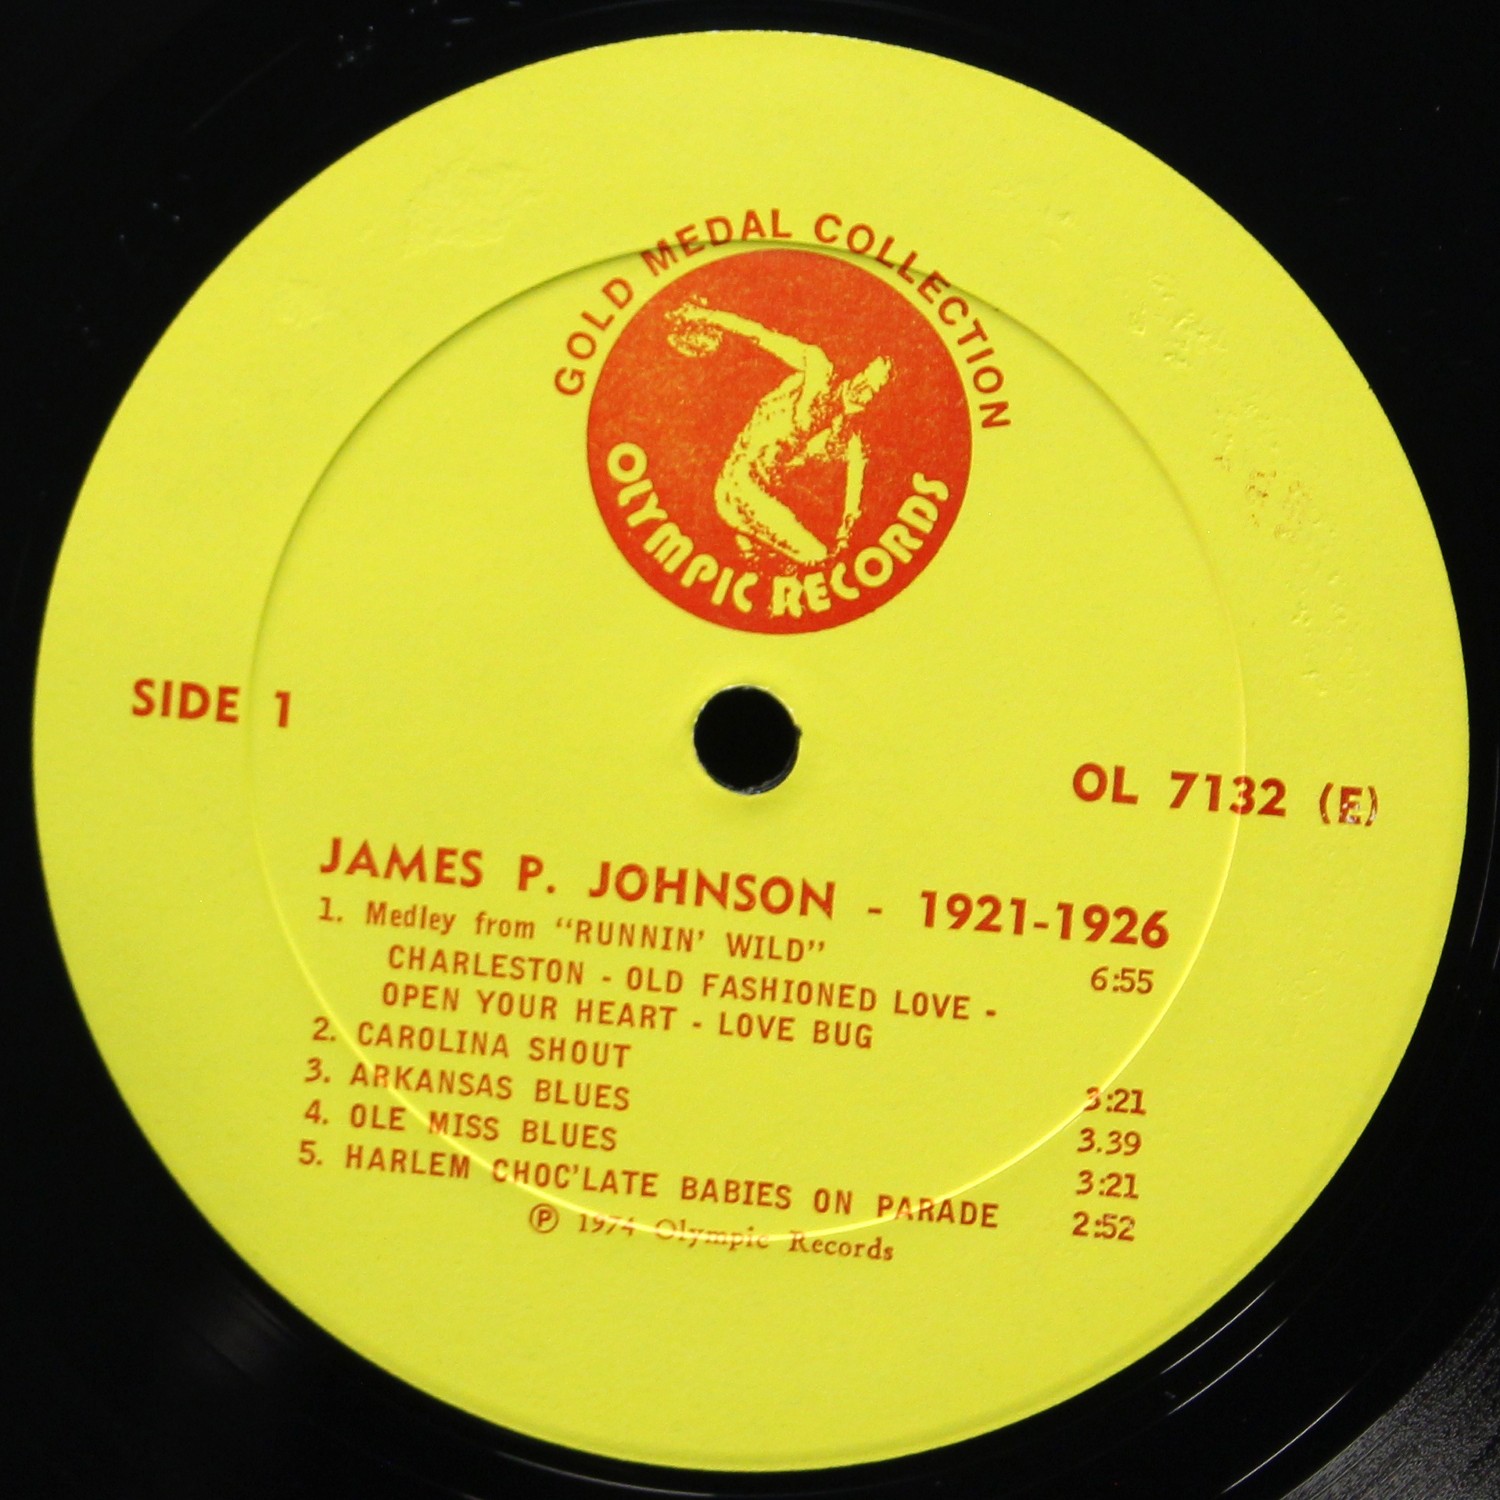 GOLD MEDAL COLLECTION
OLYMPIC RECORDS
SIDE 1
OL 7132 (E)
JAMES P. JOHNSON - 1921-1926
1. Medley from "RUNNIN' WILD" 6:55
CHARLESTON - OLD FASHIONED LOVE -
OPEN YOUR HEART - LOVE BUG
2. CAROLINA SHOUT 3:21
3. ARKANSAS BLUES 3.39
4. OLE MISS BLUES 3:21
5. HARLEM CHOC'LATE BABIES ON PARADE 2:52
℗ 1974 Olympic Records